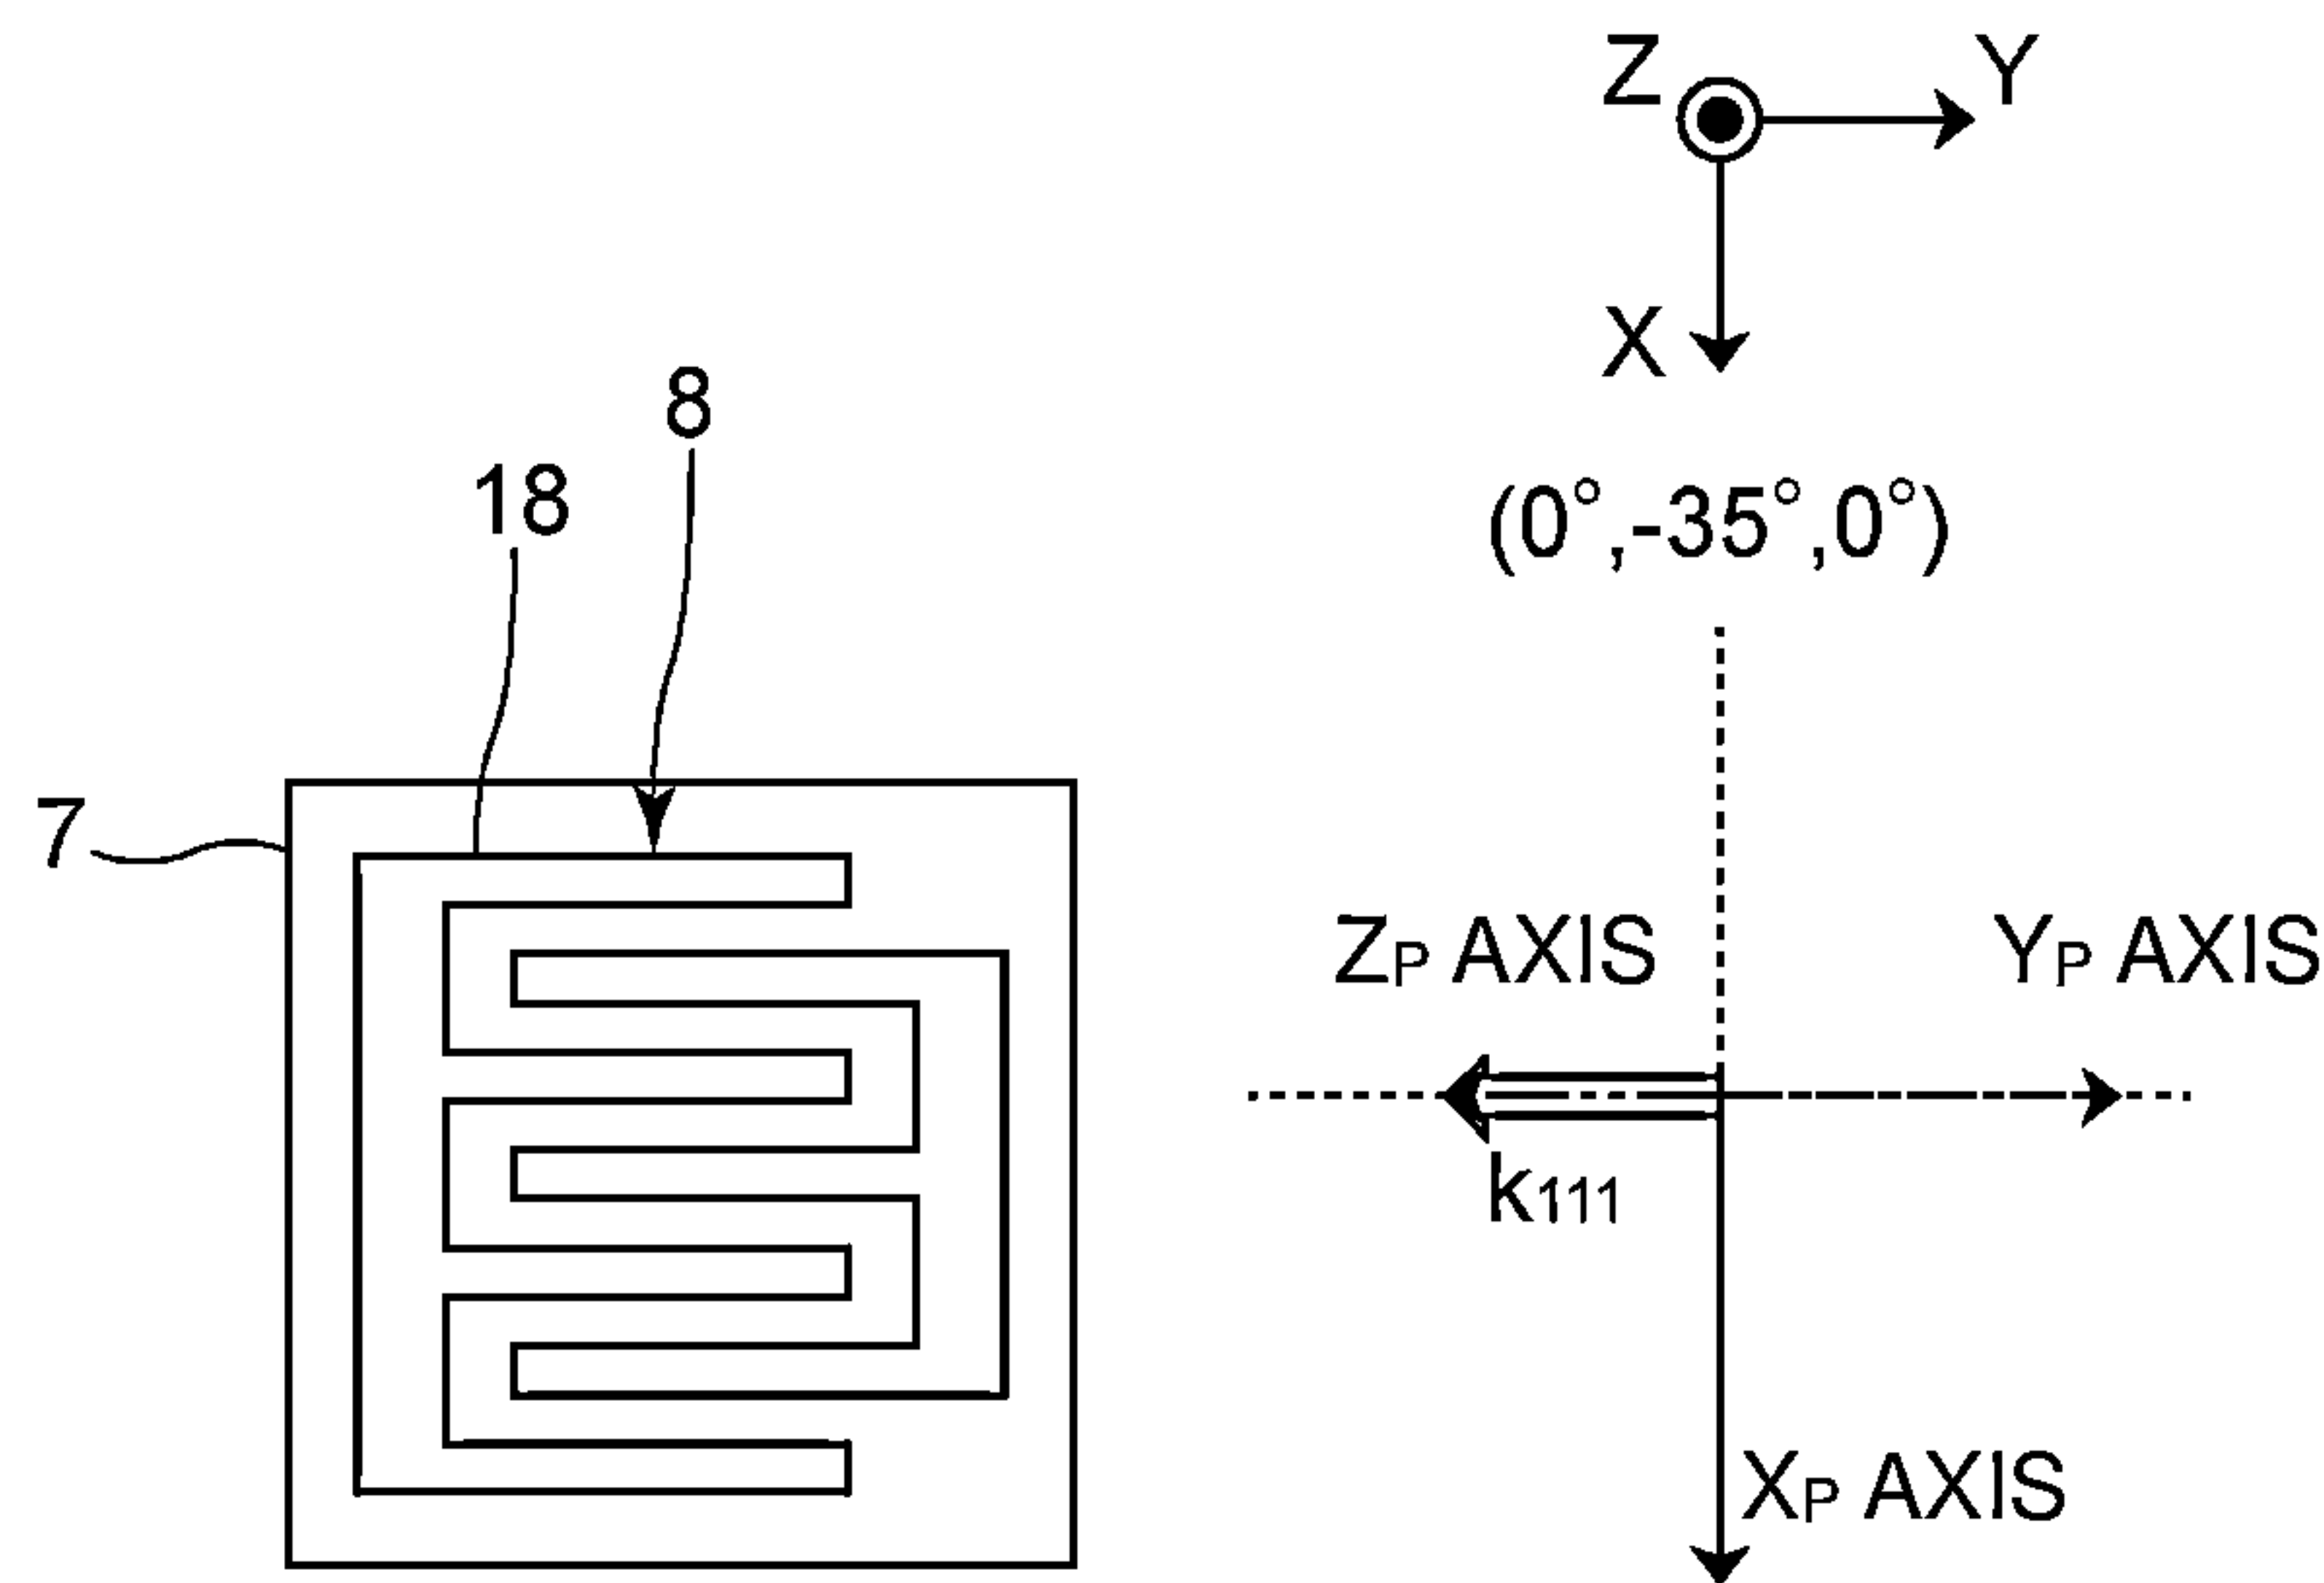 Z Y
X
8
18
(0°,-35°,0°)
7
ZP AXIS YP AXIS
k111
XP AXIS